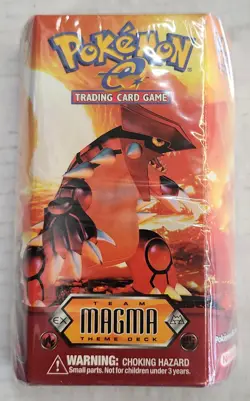 POKéMON
e
TRADING CARD GAME
TEAM
EX MAGMA
THEME DECK
WARNING: CHOKING HAZARD
Small parts. Not for children under 3 years.